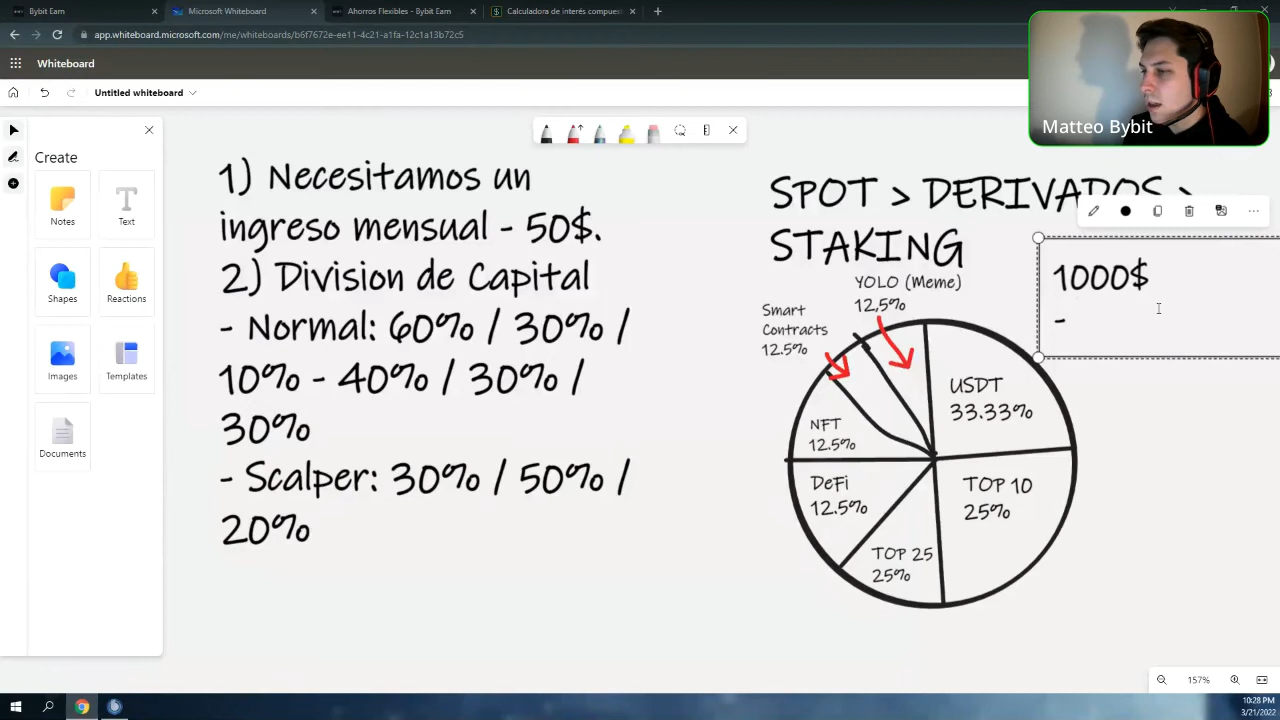 Bybit Earn
Microsoft Whiteboard
Ahorros Flexibles – Bybit Earn
Calculadora de interés compues
app.whiteboard.microsoft.com/me/whiteboards/b6f7672e-ee11-4c21-a1fa-12c1a13b72c5
Whiteboard
Untitled whiteboard
Matteo Bybit
Create
Notes
Text
Shapes
Reactions
Images
Templates
Documents
1) Necesitamos un
ingreso mensual - 50$.
2) Division de Capital
- Normal: 60% / 30% /
10% - 40% / 30% /
30%
- Scalper: 30% / 50% /
20%
SPOT > DERIVADOS >
STAKING
1000$
-
YOLO (Meme)
12,5%
Smart
Contracts
12.5%
USDT
33.33%
NFT
12.5%
DeFi
12.5%
TOP 10
25%
TOP 25
25%
157%
10:28 PM
3/21/2022